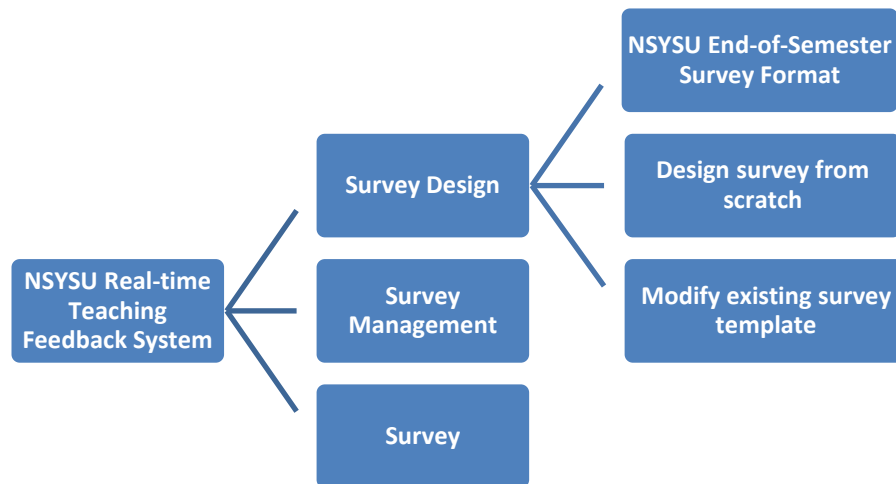 NSYSU End-of-Semester
Survey Format
Survey Design
Design survey from
scratch
NSYSU Real-time
Teaching
Feedback System
Survey
Management
Modify existing survey
template
Survey